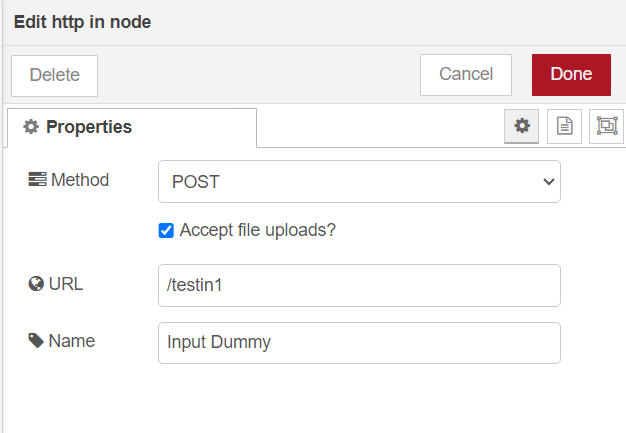 Edit http in node
Delete
Cancel
Done
Properties
Method
POST
Accept file uploads?
URL
/testin1
Name
Input Dummy